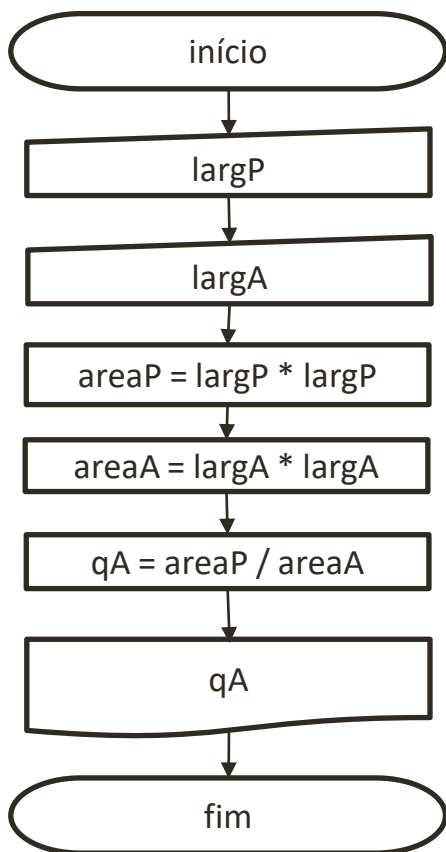 início
largP
largA
areaP = largP * largP
areaA = largA * largA
qA = areaP / areaA
qA
fim